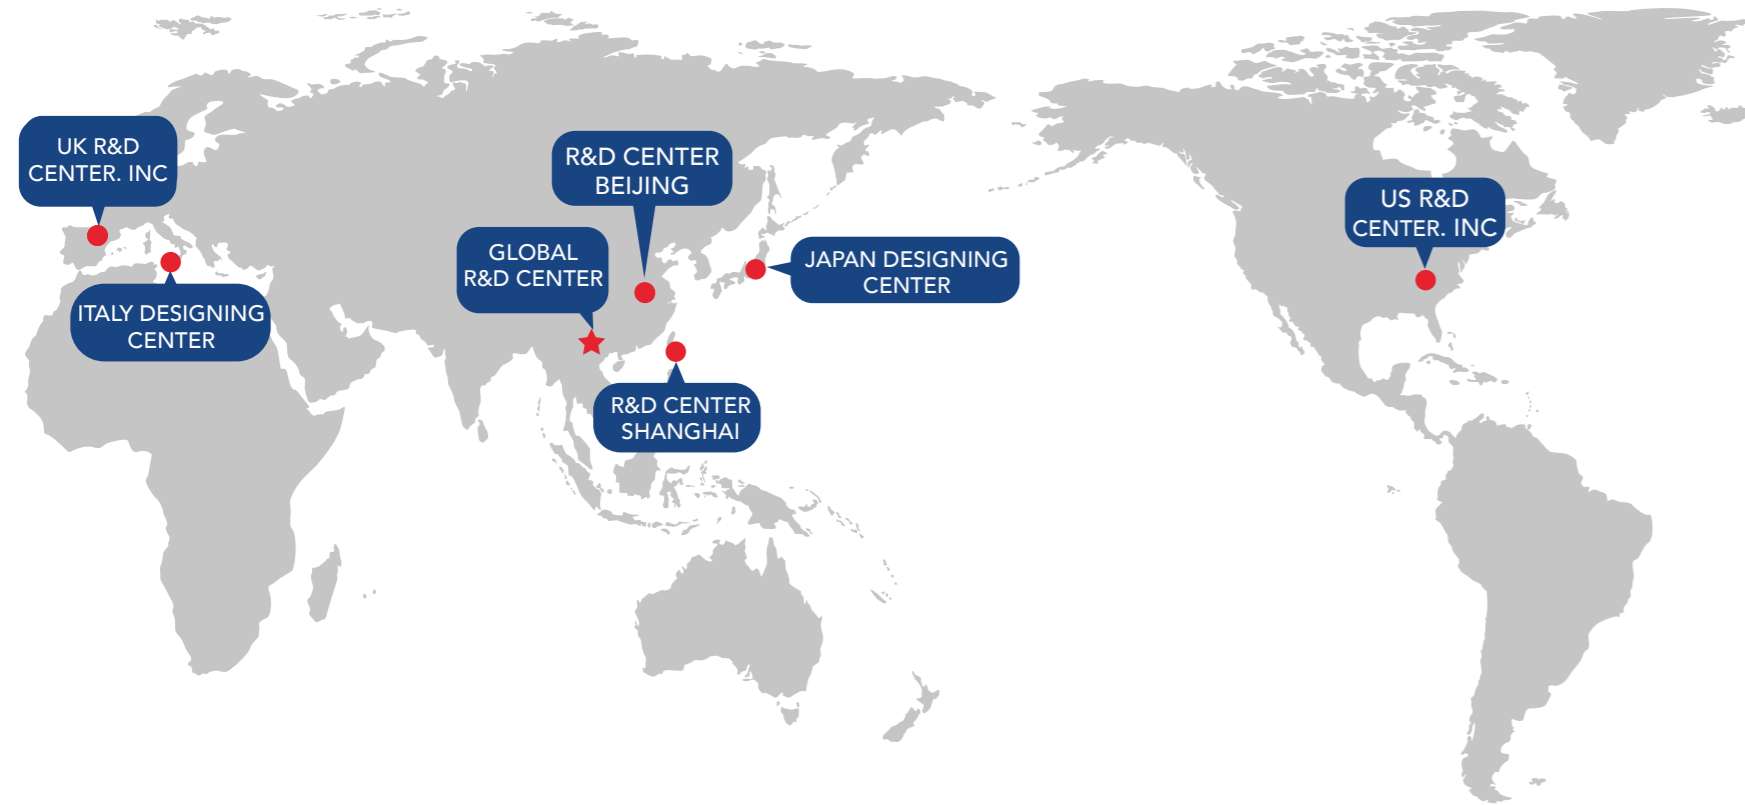 UK R&D
CENTER. INC
ITALY DESIGNING
CENTER
GLOBAL
R&D CENTER
R&D CENTER
BEIJING
R&D CENTER
SHANGHAI
JAPAN DESIGNING
CENTER
US R&D
CENTER. INC